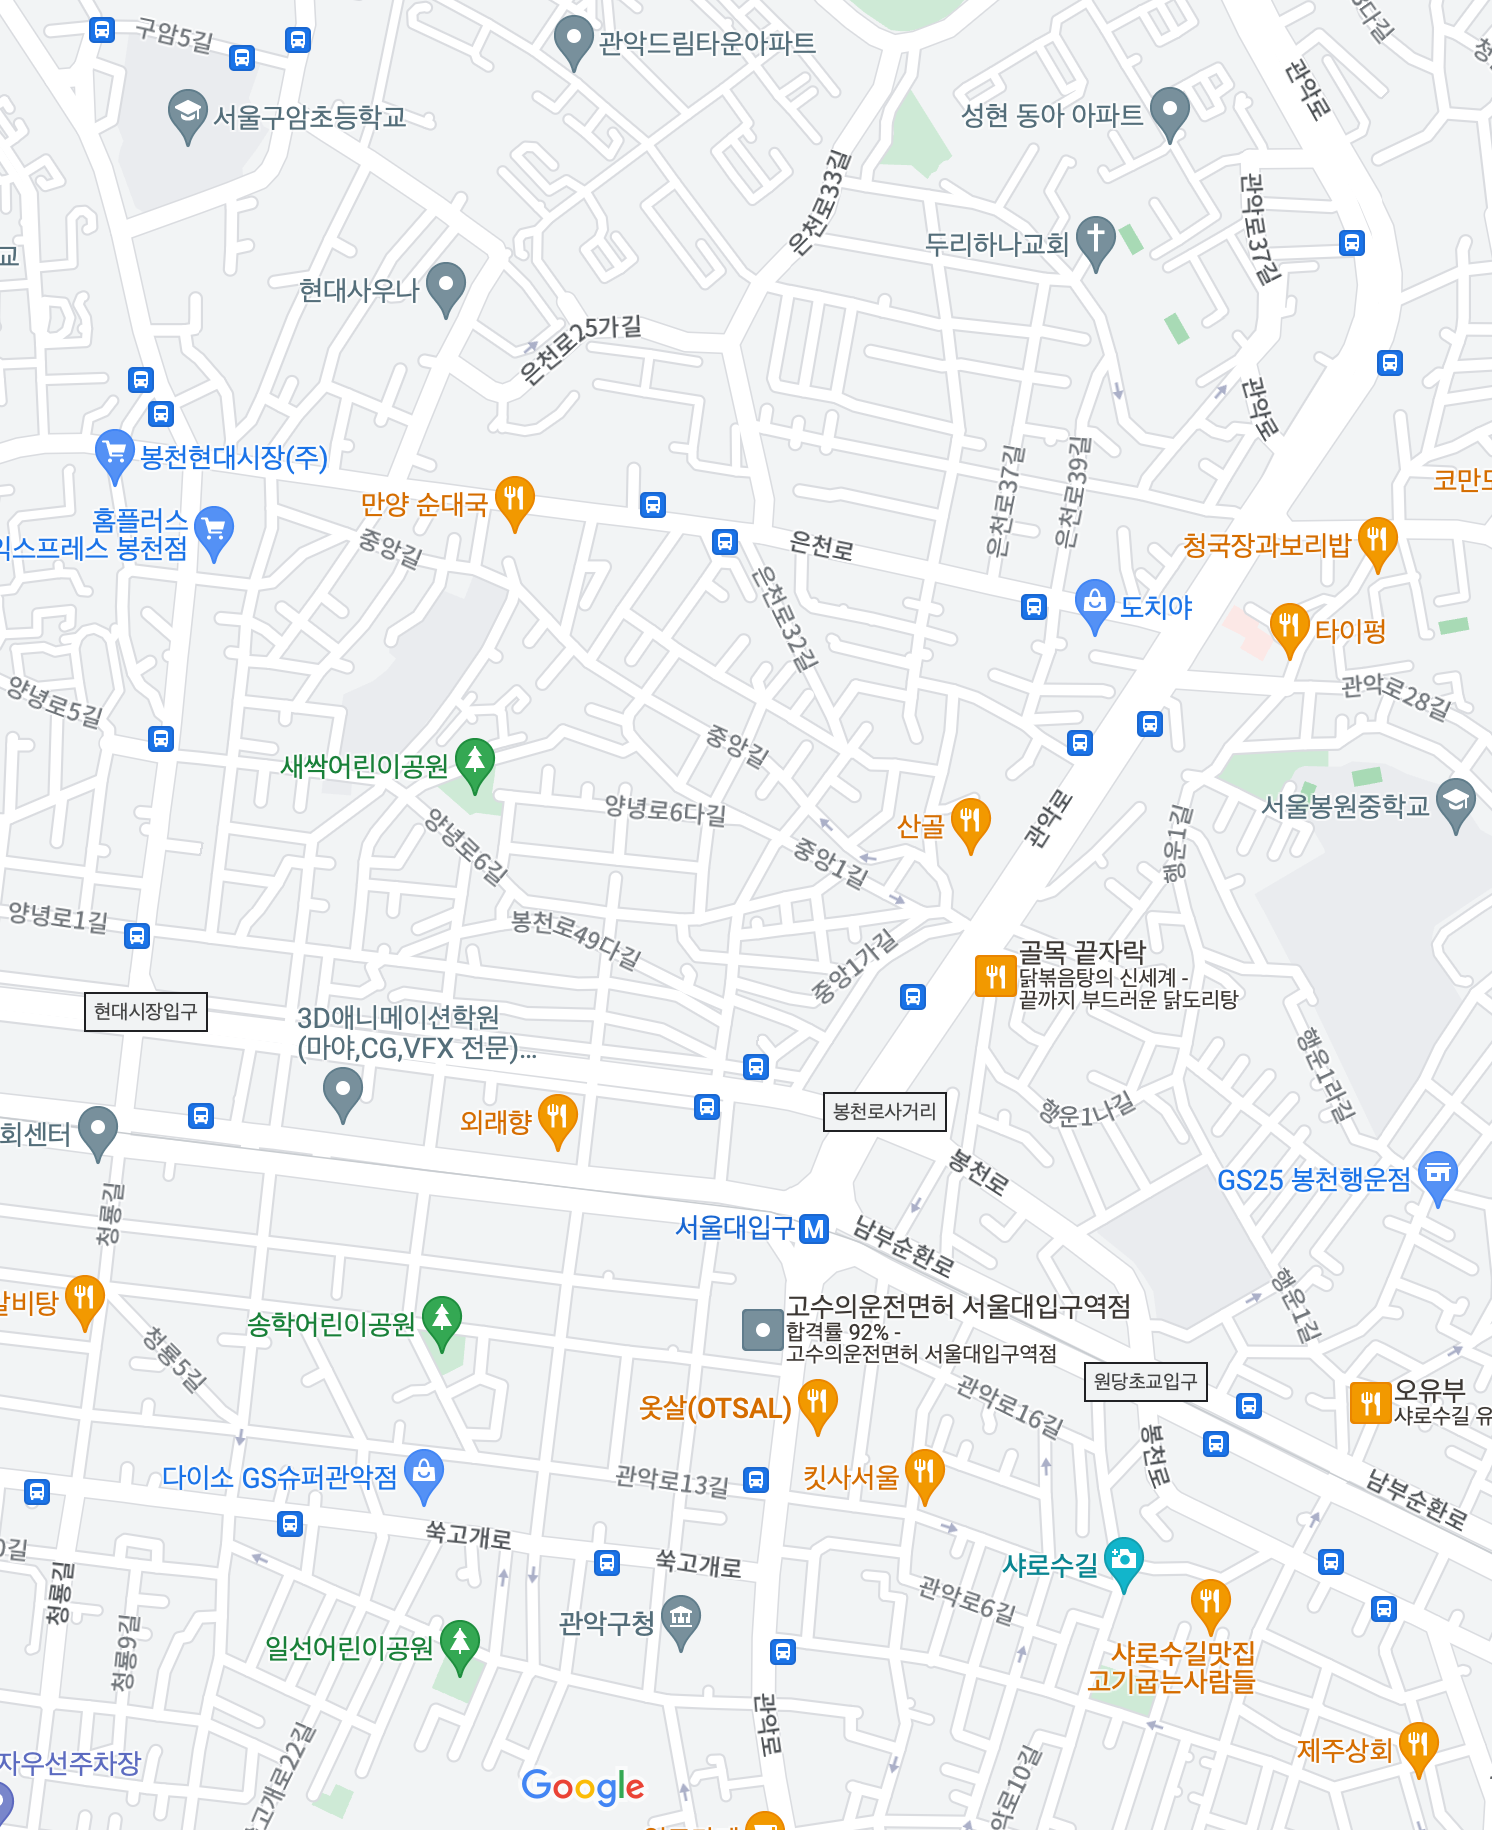 구암5길
관악드림타운아파트
관악로
성현 동아 아파트
서울구암초등학교
은천로33길
관악로37길
두리하나교회
교
현대사우나
은천로25가길
관악로
봉천현대시장(주)
은천로37길
은천로39길
코만도
만양 순대국
홈플러스
익스프레스 봉천점
중앙길
은천로
청국장과보리밥
은천로32길
도치야
타이펑
양녕로5길
관악로28길
중앙길
새싹어린이공원
양녕로6다길
관악로
서울봉원중학교
산골
양녕로6길
중앙1길
행운1길
양녕로1길
봉천로49다길
중앙1가길
골목 끝자락
닭볶음탕의 신세계 -
끝까지 부드러운 닭도리탕
현대시장입구
3D애니메이션학원
(마야,CG,VFX 전문)...
행운1라길
봉천로사거리
외래향
행운1나길
회센터
봉천로
GS25 봉천행운점
청룡길
서울대입구
남부순환로
갈비탕
행운1길
송학어린이공원
고수의운전면허 서울대입구역점
합격률 92% -
고수의운전면허 서울대입구역점
청룡5길
원당초교입구
오유부
샤로수길 유
옷살(OTSAL)
관악로16길
봉천로
다이소 GS슈퍼관악점
관악로13길
킷사서울
남부순환로
쑥고개로
쑥고개로
0길
청룡길
샤로수길
관악로6길
관악구청
청룡9길
일선어린이공원
샤로수길맛집
고기굽는사람들
관악로
자우선주차장
고개로22길
제주상회
악로10길
Google